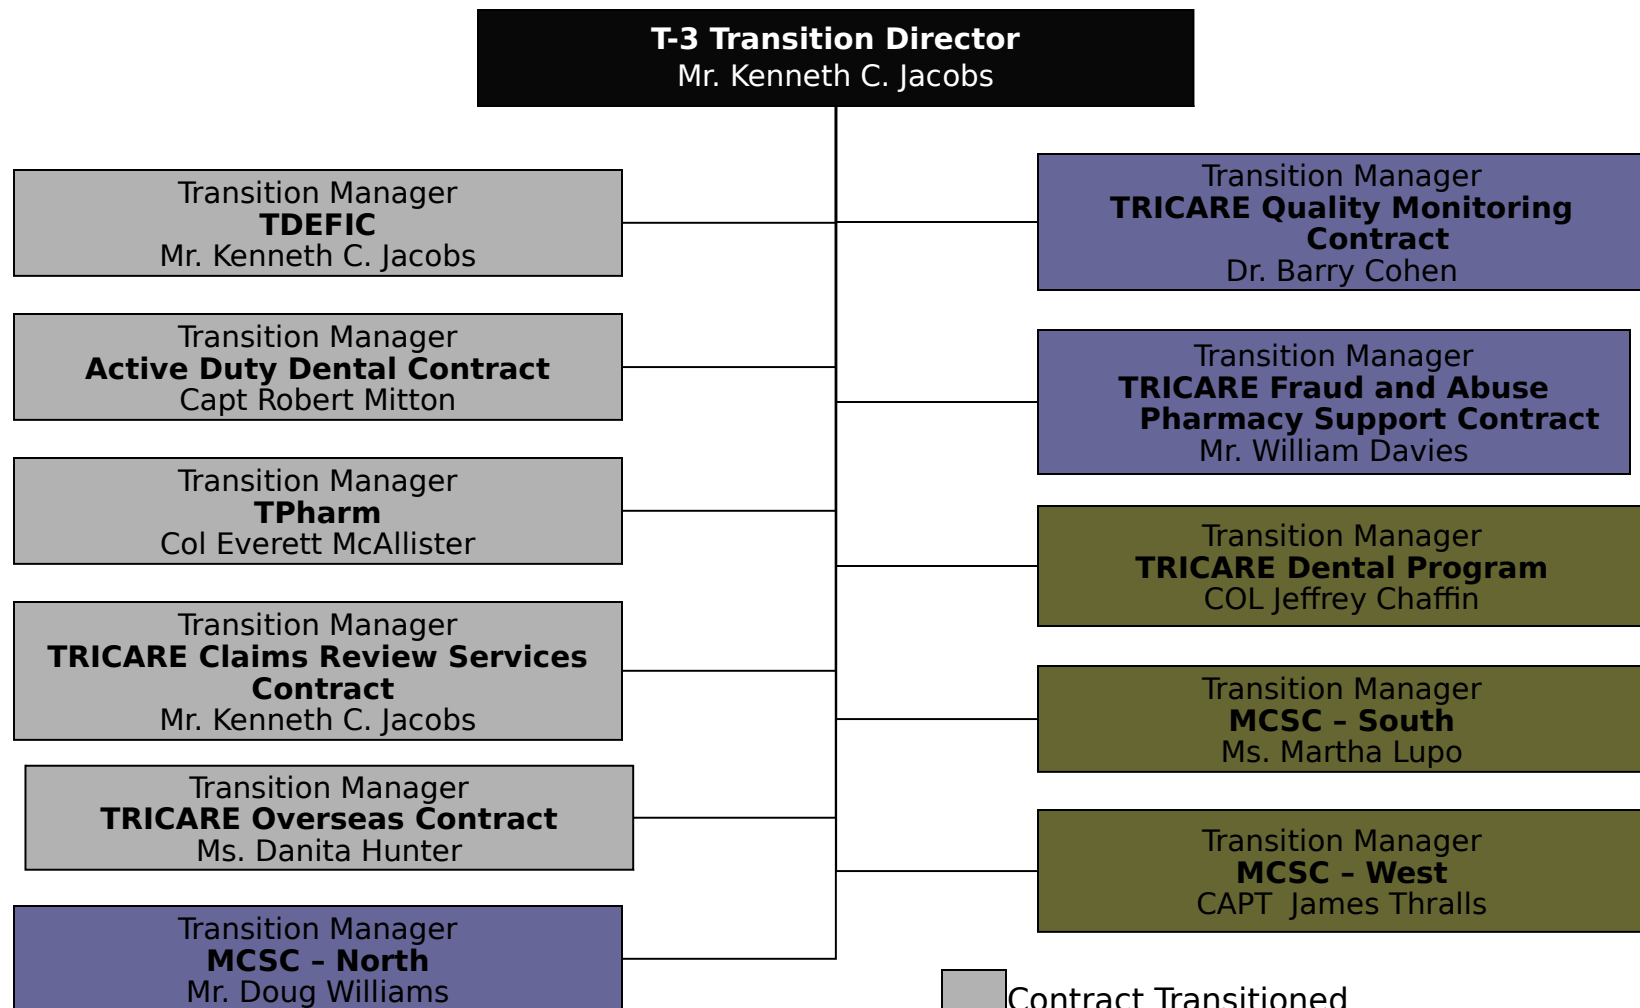 T-3 Transition Director
Mr. Kenneth C. Jacobs
Transition Manager
TDEFIC
Mr. Kenneth C. Jacobs
Transition Manager
Active Duty Dental Contract
Capt Robert Mitton
Transition Manager
TPharm
Col Everett McAllister
Transition Manager
TRICARE Claims Review Services
Contract
Mr. Kenneth C. Jacobs
Transition Manager
TRICARE Overseas Contract
Ms. Danita Hunter
Transition Manager
MCSC – North
Mr. Doug Williams
Transition Manager
TRICARE Quality Monitoring
Contract
Dr. Barry Cohen
Transition Manager
TRICARE Fraud and Abuse
Pharmacy Support Contract
Mr. William Davies
Transition Manager
TRICARE Dental Program
COL Jeffrey Chaffin
Transition Manager
MCSC – South
Ms. Martha Lupo
Transition Manager
MCSC – West
CAPT  James Thralls
Contract Transitioned